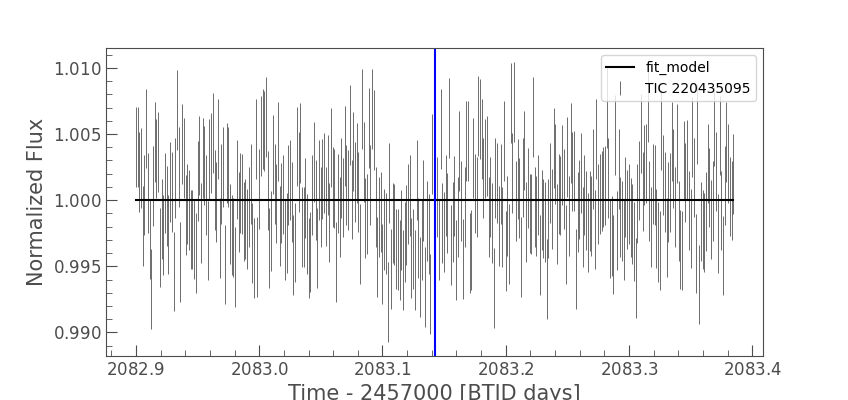 1.010
1.005
1.000
0.995
0.990
Normalized Flux
fit_model
TIC 220435095
2082.9 2083.0 2083.1 2083.2 2083.3 2083.4
Time - 2457000 [BTJD days]